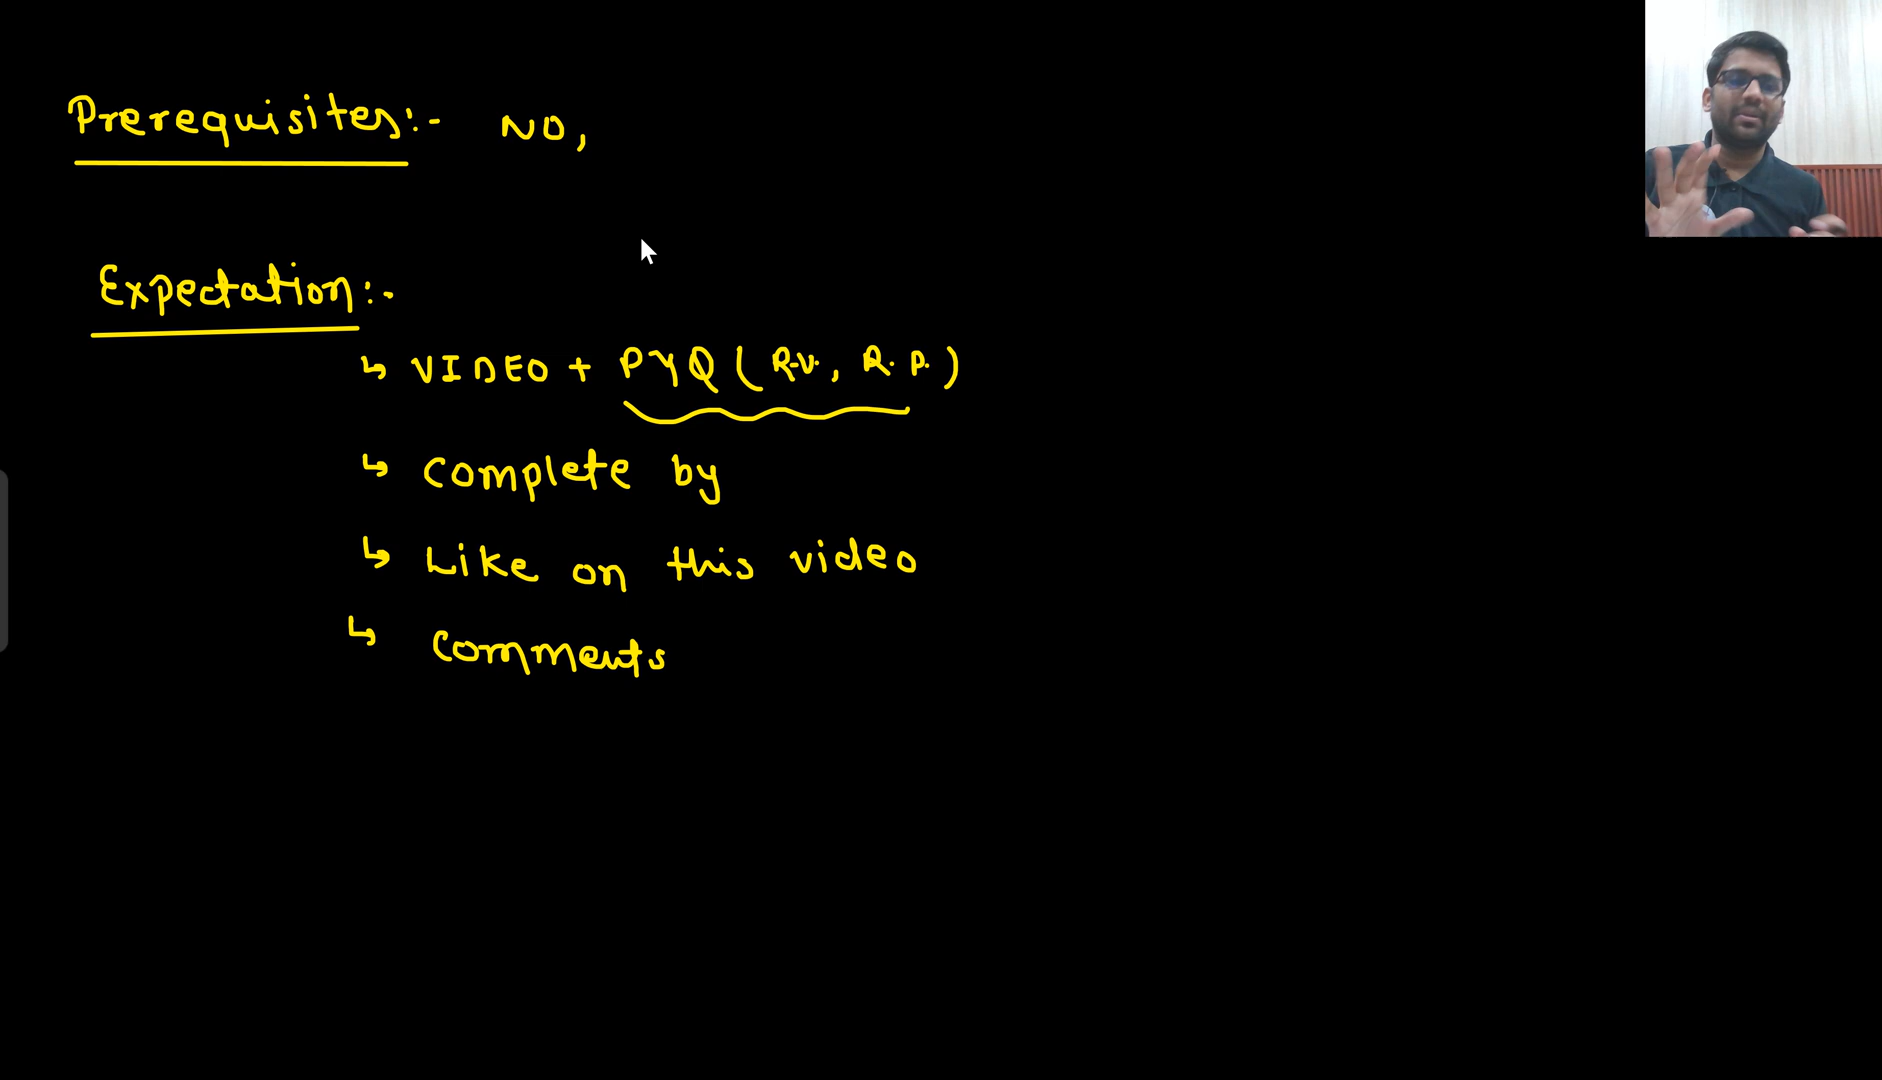 Prerequisites:- NO,
Expectation:-
↳ VIDEO + PYQ (R.V., R.P.)
↳ Complete by
↳ Like on this video
↳ Comments